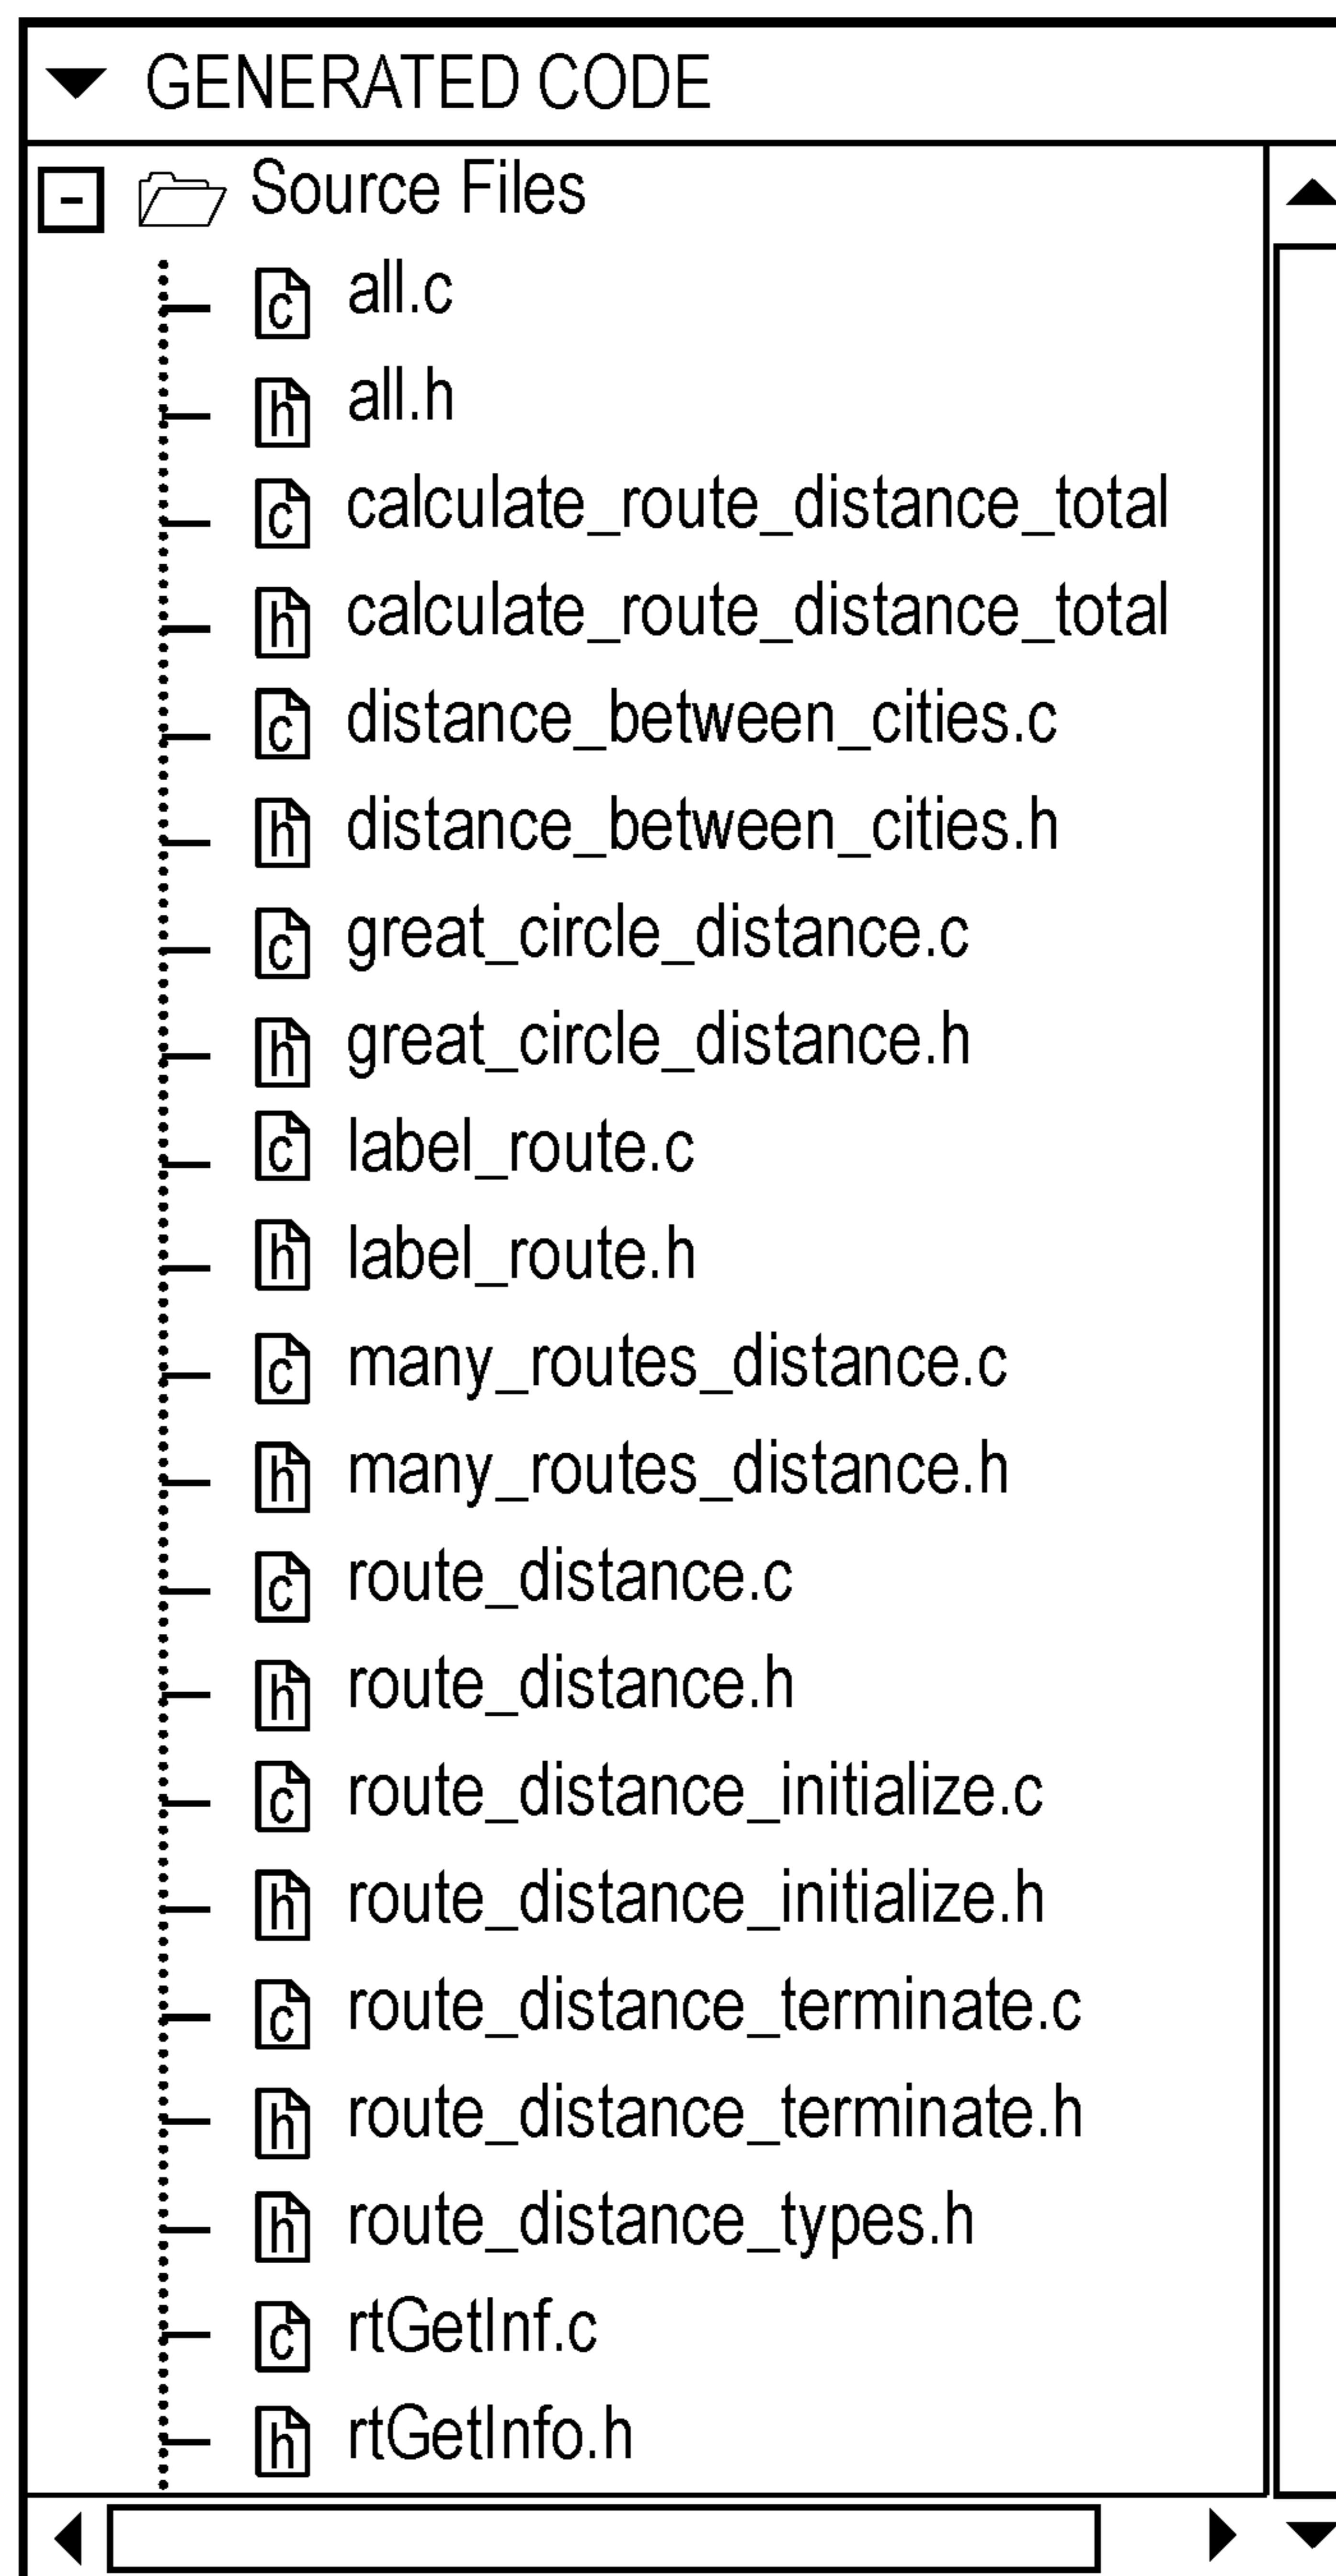 GENERATED CODE
- Source Files
c all.c
h all.h
c calculate_route_distance_total
h calculate_route_distance_total
c distance_between_cities.c
h distance_between_cities.h
c great_circle_distance.c
h great_circle_distance.h
c label_route.c
h label_route.h
c many_routes_distance.c
h many_routes_distance.h
c route_distance.c
h route_distance.h
c route_distance_initialize.c
h route_distance_initialize.h
c route_distance_terminate.c
h route_distance_terminate.h
h route_distance_types.h
c rtGetInf.c
h rtGetInfo.h